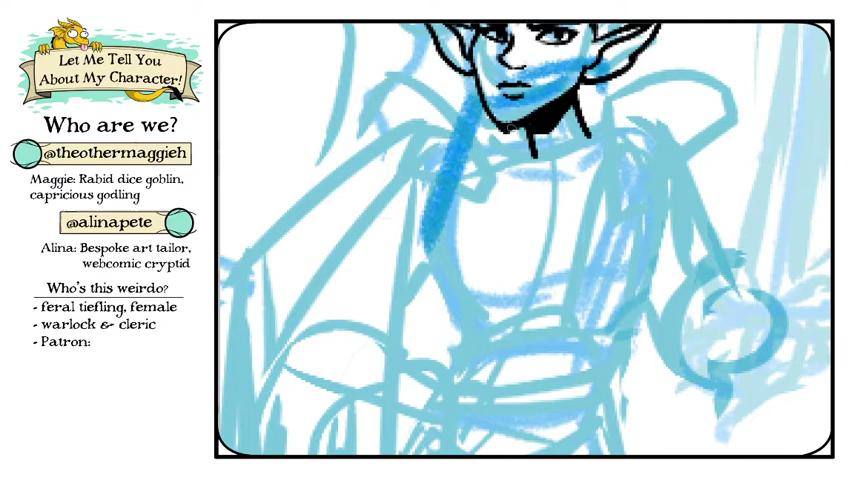 Let Me Tell You
About My Character!
Who are we?
@theothermaggieh
Maggie: Rabid dice goblin,
capricious godling
@alinapete
Alina: Bespoke art tailor,
webcomic cryptid
Who's this weirdo?
- feral tiefling, female
- warlock & cleric
- Patron: